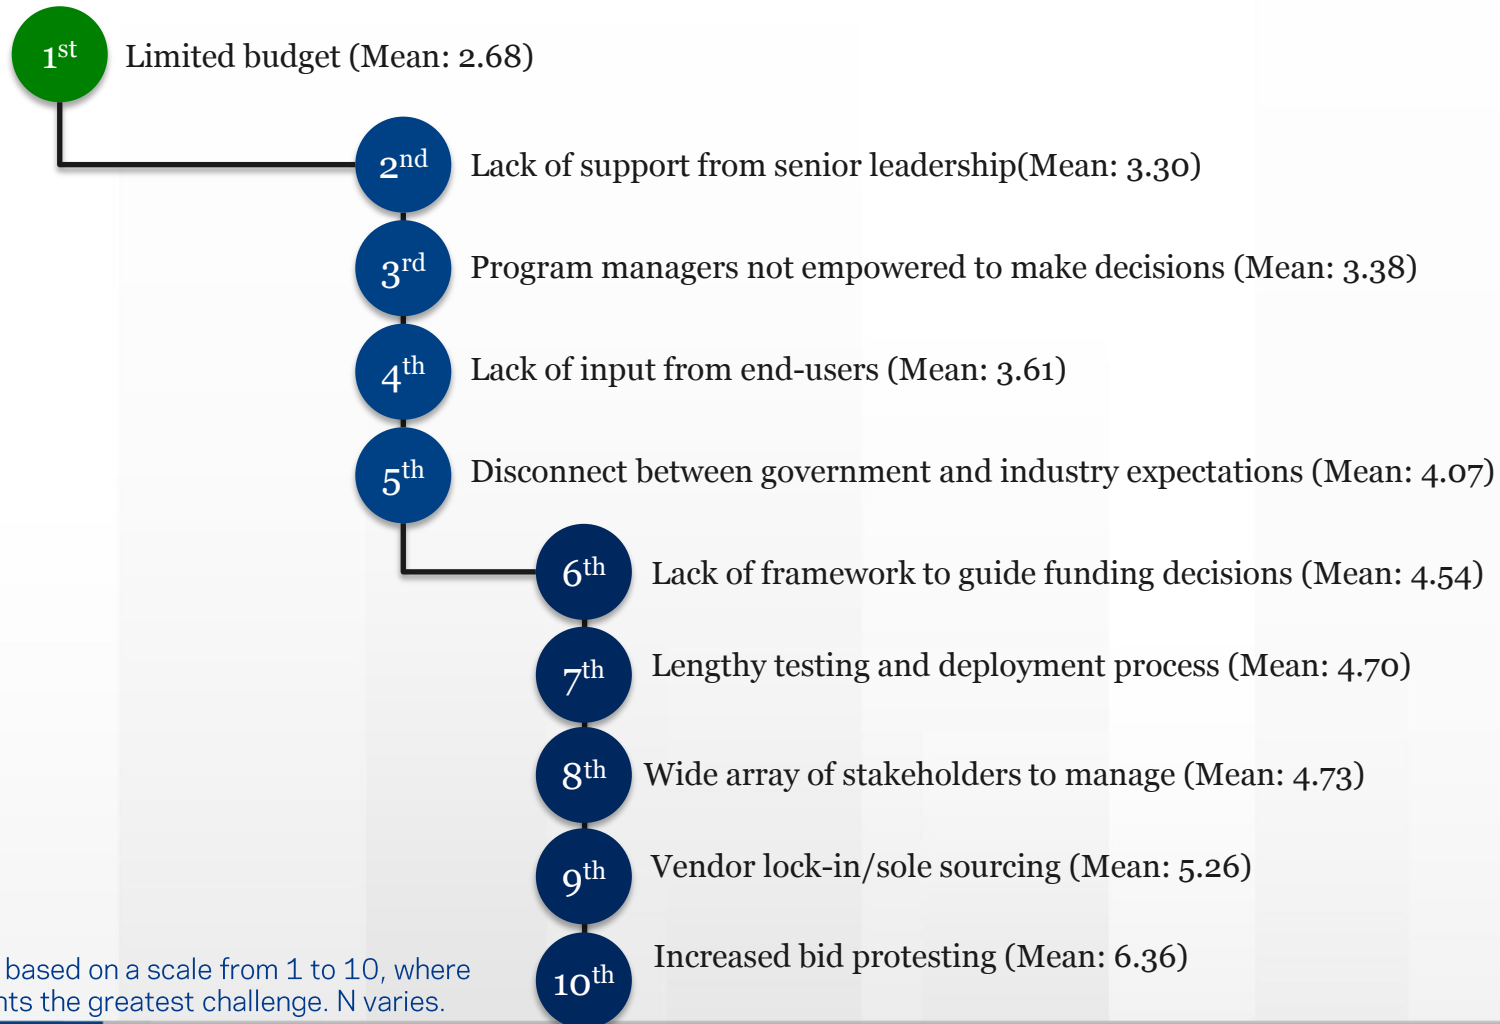 1st Limited budget (Mean: 2.68)
2nd Lack of support from senior leadership(Mean: 3.30)
3rd Program managers not empowered to make decisions (Mean: 3.38)
4th Lack of input from end-users (Mean: 3.61)
5th Disconnect between government and industry expectations (Mean: 4.07)
6th Lack of framework to guide funding decisions (Mean: 4.54)
7th Lengthy testing and deployment process (Mean: 4.70)
8th Wide array of stakeholders to manage (Mean: 4.73)
9th Vendor lock-in/sole sourcing (Mean: 5.26)
10th Increased bid protesting (Mean: 6.36)
based on a scale from 1 to 10, where
the greatest challenge. N varies.